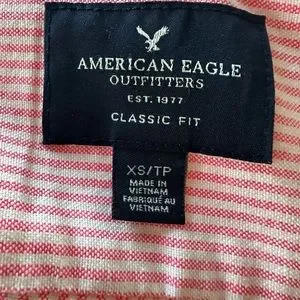 AMERICAN EAGLE
OUTFITTERS
EST. 1977
CLASSIC FIT
XS/TP
MADE IN
VIETNAM
FABRIQUÉ AU
VIETNAM